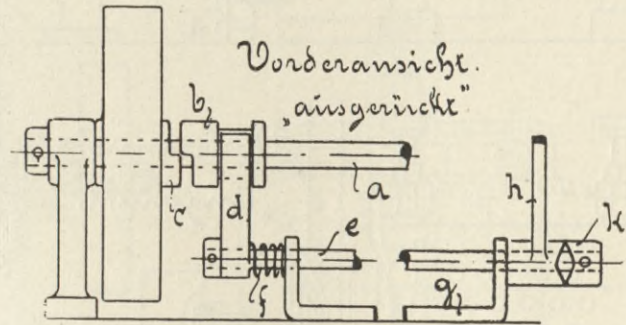 Vorderansicht.
„ausgerückt"
b
c
d
a
e
f
g
h
k